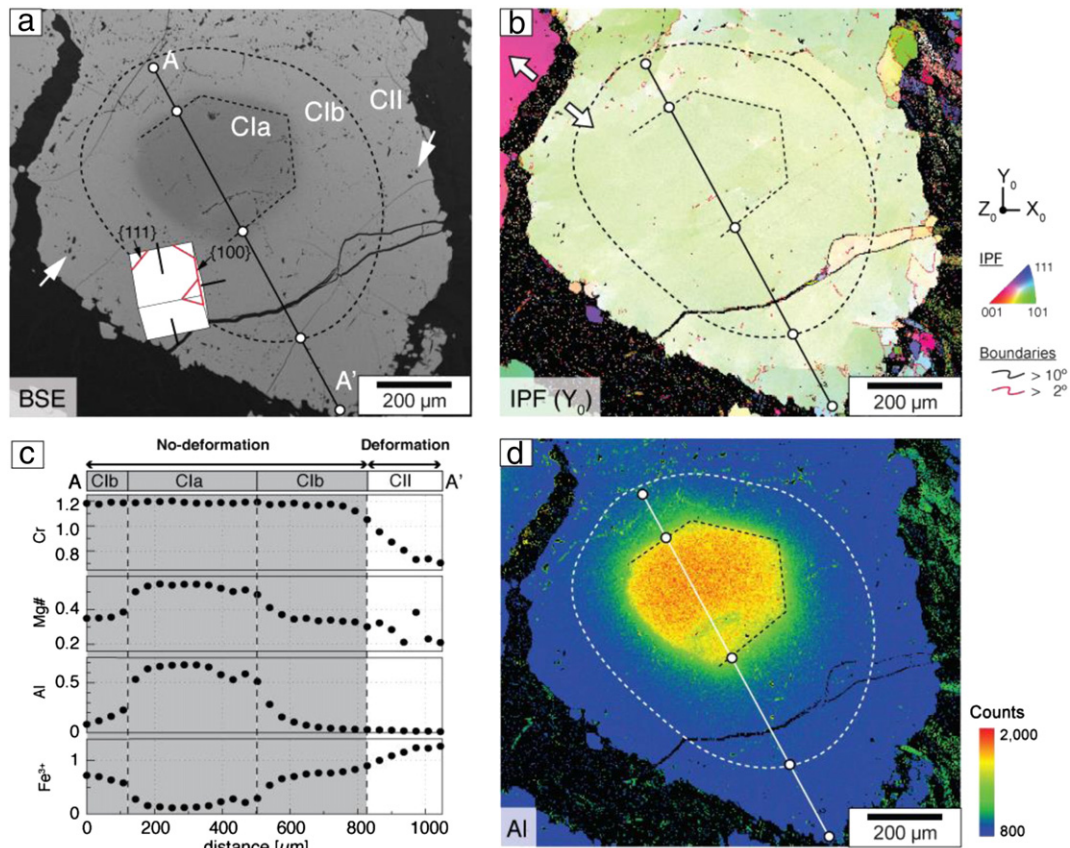 a
A
CIa
CIb
CII
{111}
{100}
A’
BSE
200 µm
b
IPF (Y0)
200 µm
Y0
Z0
X0
IPF
111
001
101
Boundaries
> 10º
> 2º
c
No-deformation
Deformation
A
CIb
CIa
CIb
CII
A’
Cr
1.2
1.0
0.8
Mg#
0.4
0.2
Al
0.5
0
Fe3+
1
0
0
200
400
600
800
1000
distance [µm]
d
Al
200 µm
Counts
2,000
800